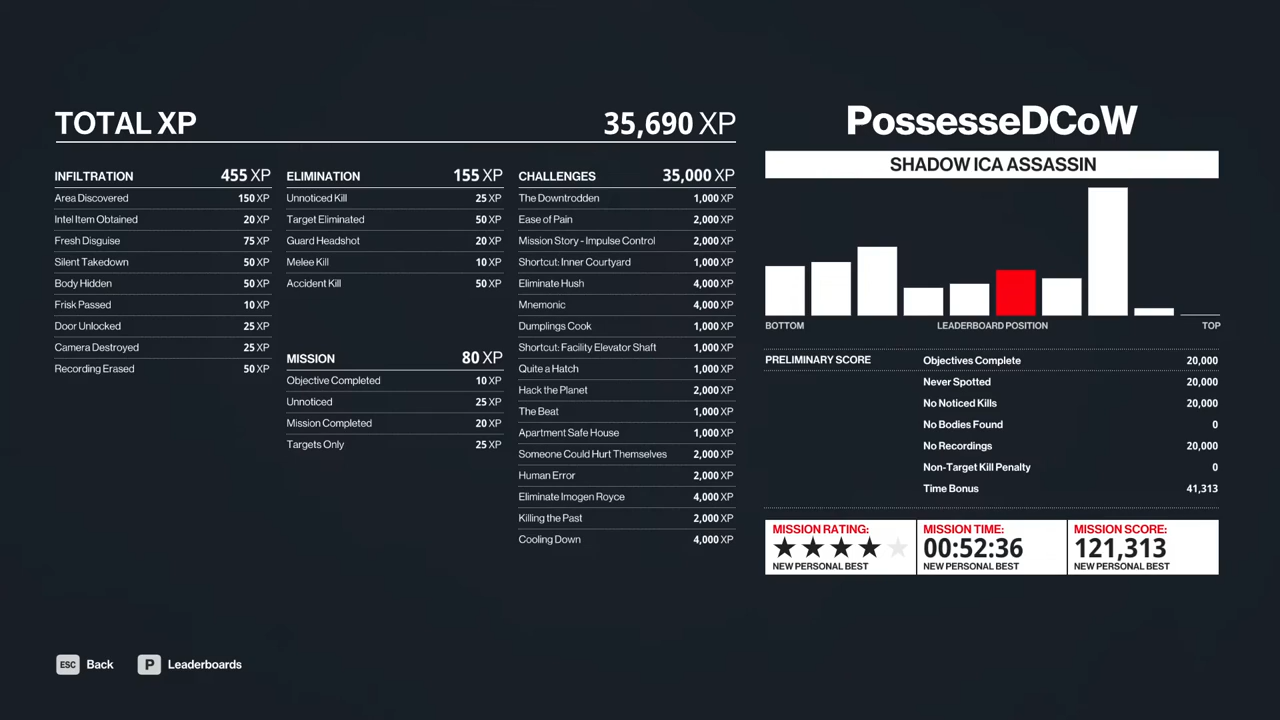 TOTAL XP 35,690 XP
INFILTRATION 455 XP
Area Discovered 150 XP
Intel Item Obtained 20 XP
Fresh Disguise 75 XP
Silent Takedown 50 XP
Body Hidden 50 XP
Frisk Passed 10 XP
Door Unlocked 25 XP
Camera Destroyed 25 XP
Recording Erased 50 XP
ELIMINATION 155 XP
Unnoticed Kill 25 XP
Target Eliminated 50 XP
Guard Headshot 20 XP
Melee Kill 10 XP
Accident Kill 50 XP
MISSION 80 XP
Objective Completed 10 XP
Unnoticed 25 XP
Mission Completed 20 XP
Targets Only 25 XP
CHALLENGES 35,000 XP
The Downtrodden 1,000 XP
Ease of Pain 2,000 XP
Mission Story - Impulse Control 2,000 XP
Shortcut: Inner Courtyard 1,000 XP
Eliminate Hush 4,000 XP
Mnemonic 4,000 XP
Dumplings Cook 1,000 XP
Shortcut: Facility Elevator Shaft 1,000 XP
Quite a Hatch 1,000 XP
Hack the Planet 2,000 XP
The Beat 1,000 XP
Apartment Safe House 1,000 XP
Someone Could Hurt Themselves 2,000 XP
Human Error 2,000 XP
Eliminate Imogen Royce 4,000 XP
Killing the Past 2,000 XP
Cooling Down 4,000 XP
PossesseDCoW
SHADOW ICA ASSASSIN
BOTTOM LEADERBOARD POSITION TOP
PRELIMINARY SCORE Objectives Complete 20,000
Never Spotted 20,000
No Noticed Kills 20,000
No Bodies Found 0
No Recordings 20,000
Non-Target Kill Penalty 0
Time Bonus 41,313
MISSION RATING: MISSION TIME: MISSION SCORE:
00:52:36 121,313
NEW PERSONAL BEST NEW PERSONAL BEST NEW PERSONAL BEST
ESC Back P Leaderboards